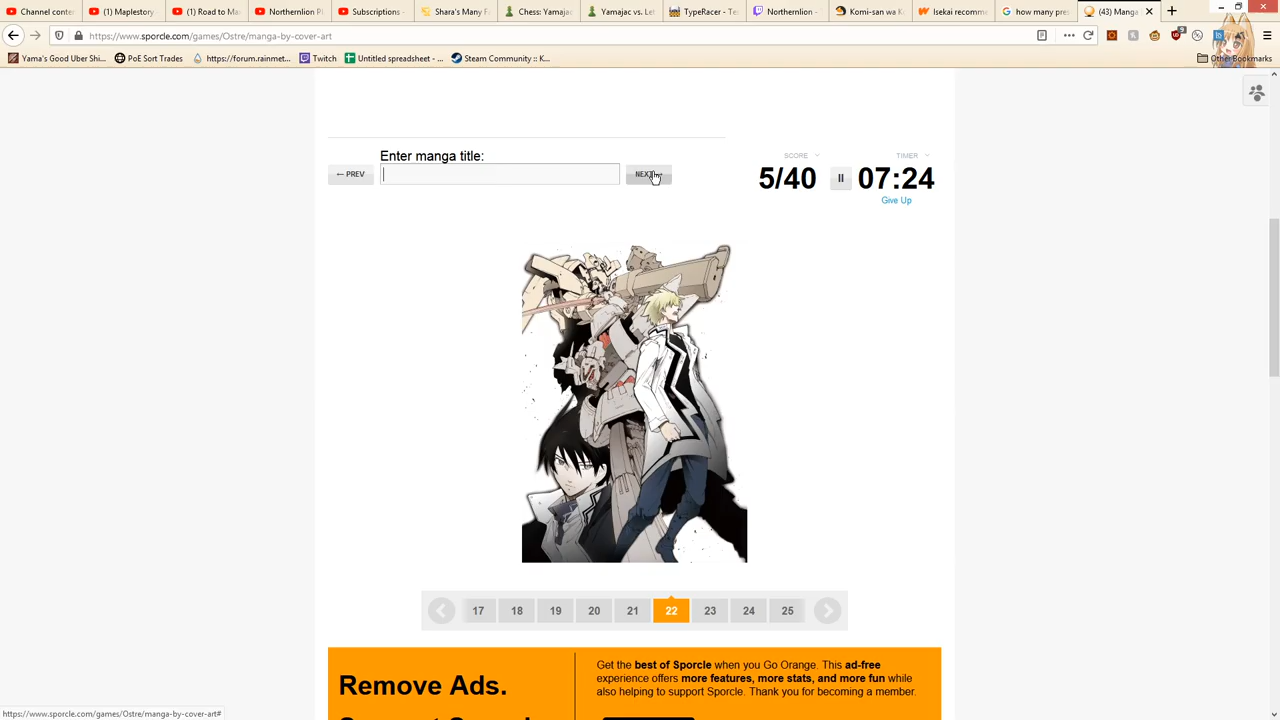 Channel conten
(1) Maplestory
(1) Road to Ma
Northernlion Pl
Subscriptions -
Shara's Many F
Chess: Yamajac
Yamajac vs. Le
TypeRacer - Tes
Northernlion -
Komi-san wa K
Isekai recomme
how many pres
(43) Manga
https://www.sporcle.com/games/Ostre/manga-by-cover-art
Yama's Good Uber Shi...
PoE Sort Trades
https://forum.rainmet...
Twitch
Untitled spreadsheet - ...
Steam Community :: K...
Other Bookmarks
Enter manga title:
← PREV
NEXT
SCORE
TIMER
5/40
07:24
Give Up
17 18 19 20 21 22 23 24 25
Remove Ads.
Get the best of Sporcle when you Go Orange. This ad-free
experience offers more features, more stats, and more fun while
also helping to support Sporcle. Thank you for becoming a member.
https://www.sporcle.com/games/Ostre/manga-by-cover-art#